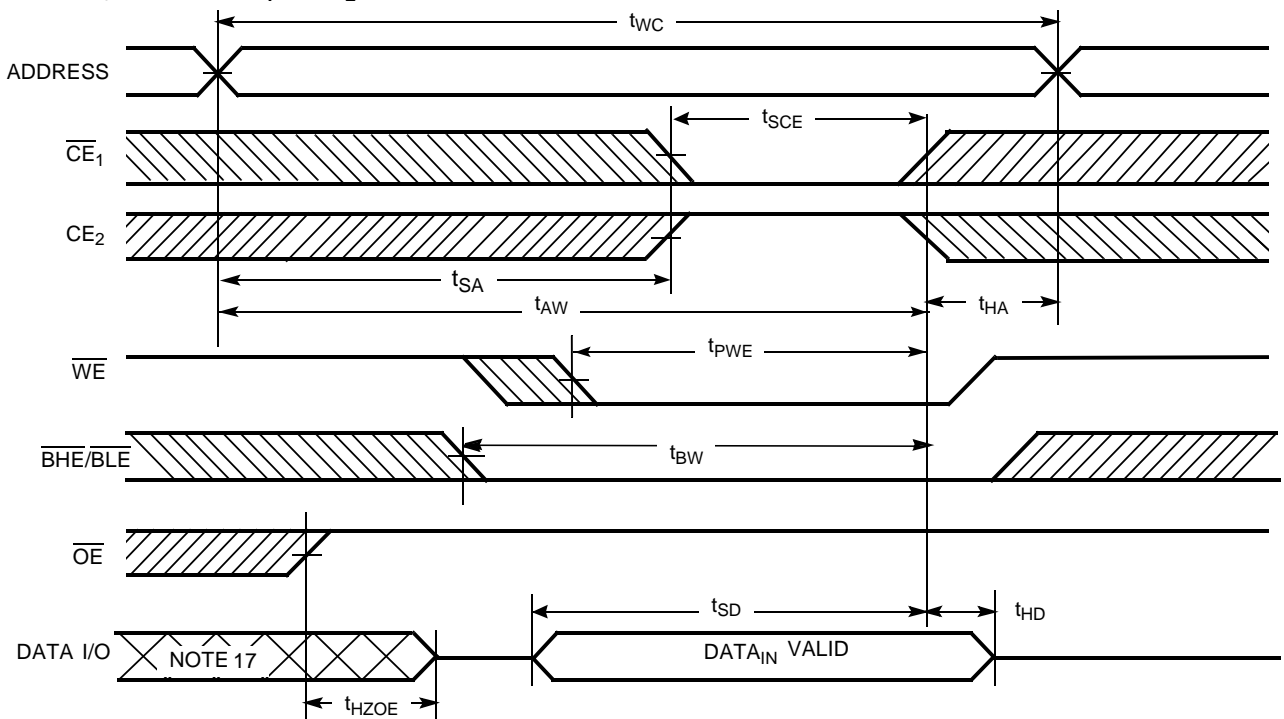 tWC
ADDRESS
tSCE
CE1
CE2
tSA
tAW
tHA
tPWE
WE
BHE/BLE
tBW
OE
tSD
tHD
DATA I/O
NOTE 17
DATAIN VALID
tHZOE